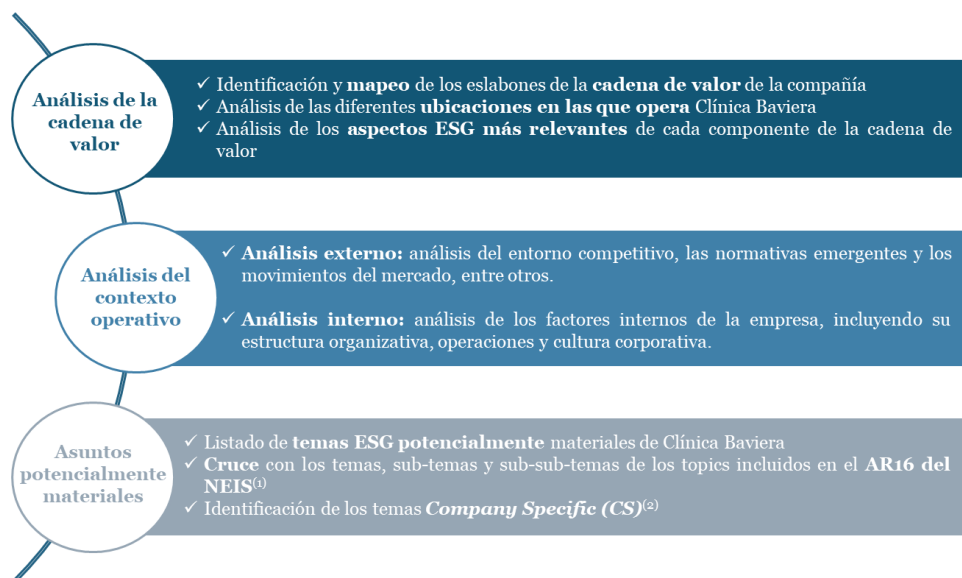 Análisis de la
cadena de
valor
✓ Identificación y mapeo de los eslabones de la cadena de valor de la compañía
✓ Análisis de las diferentes ubicaciones en las que opera Clínica Baviera
✓ Análisis de los aspectos ESG más relevantes de cada componente de la cadena de
valor
Análisis del
contexto
operativo
✓ Análisis externo: análisis del entorno competitivo, las normativas emergentes y los
movimientos del mercado, entre otros.
✓ Análisis interno: análisis de los factores internos de la empresa, incluyendo su
estructura organizativa, operaciones y cultura corporativa.
Asuntos
potencialmente
materiales
✓ Listado de temas ESG potencialmente materiales de Clínica Baviera
✓ Cruce con los temas, sub-temas y sub-sub-temas de los topics incluidos en el AR16 del
NEIS(1)
✓ Identificación de los temas Company Specific (CS)(2)